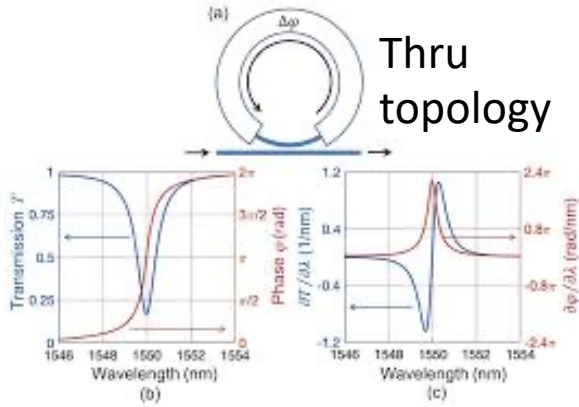 (a)
Δφ
Thru
topology
1
0.75
0.5
0.25
0
Transmission T
2π
3π/2
π
π/2
0
Phase φ (rad)
1546 1548 1550 1552 1554
Wavelength (nm)
(b)
1.2
0.4
-0.4
-1.2
∂T/∂λ (1/nm)
2.4π
0.8π
-0.8π
-2.4π
∂φ/∂λ (rad/nm)
1546 1548 1550 1552 1554
Wavelength (nm)
(c)